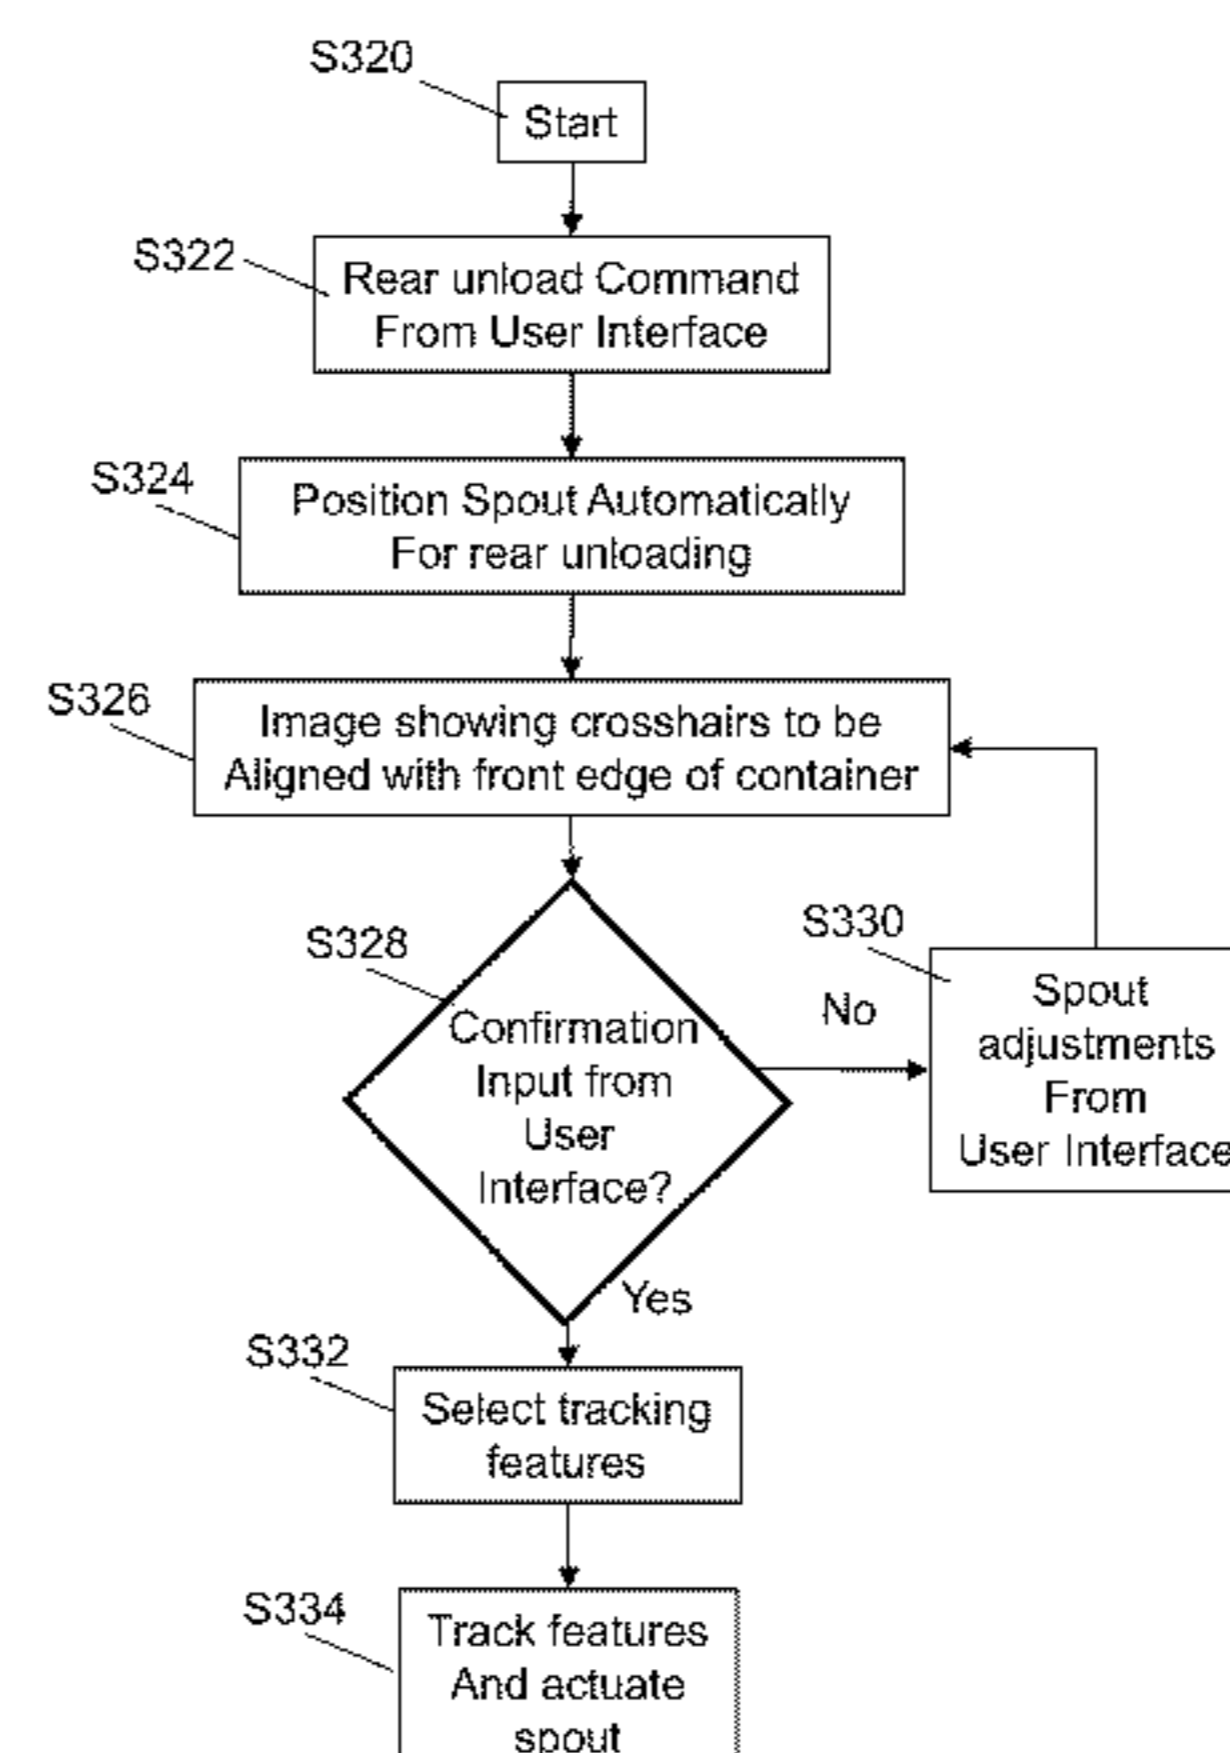 S320
Start
S322
Rear unload Command
From User Interface
S324
Position Spout Automatically
For rear unloading
S326
Image showing crosshairs to be
Aligned with front edge of container
S328
Confirmation
Input from
User
Interface?
No
S330
Spout
adjustments
From
User Interface
Yes
S332
Select tracking
features
S334
Track features
And actuate
spout